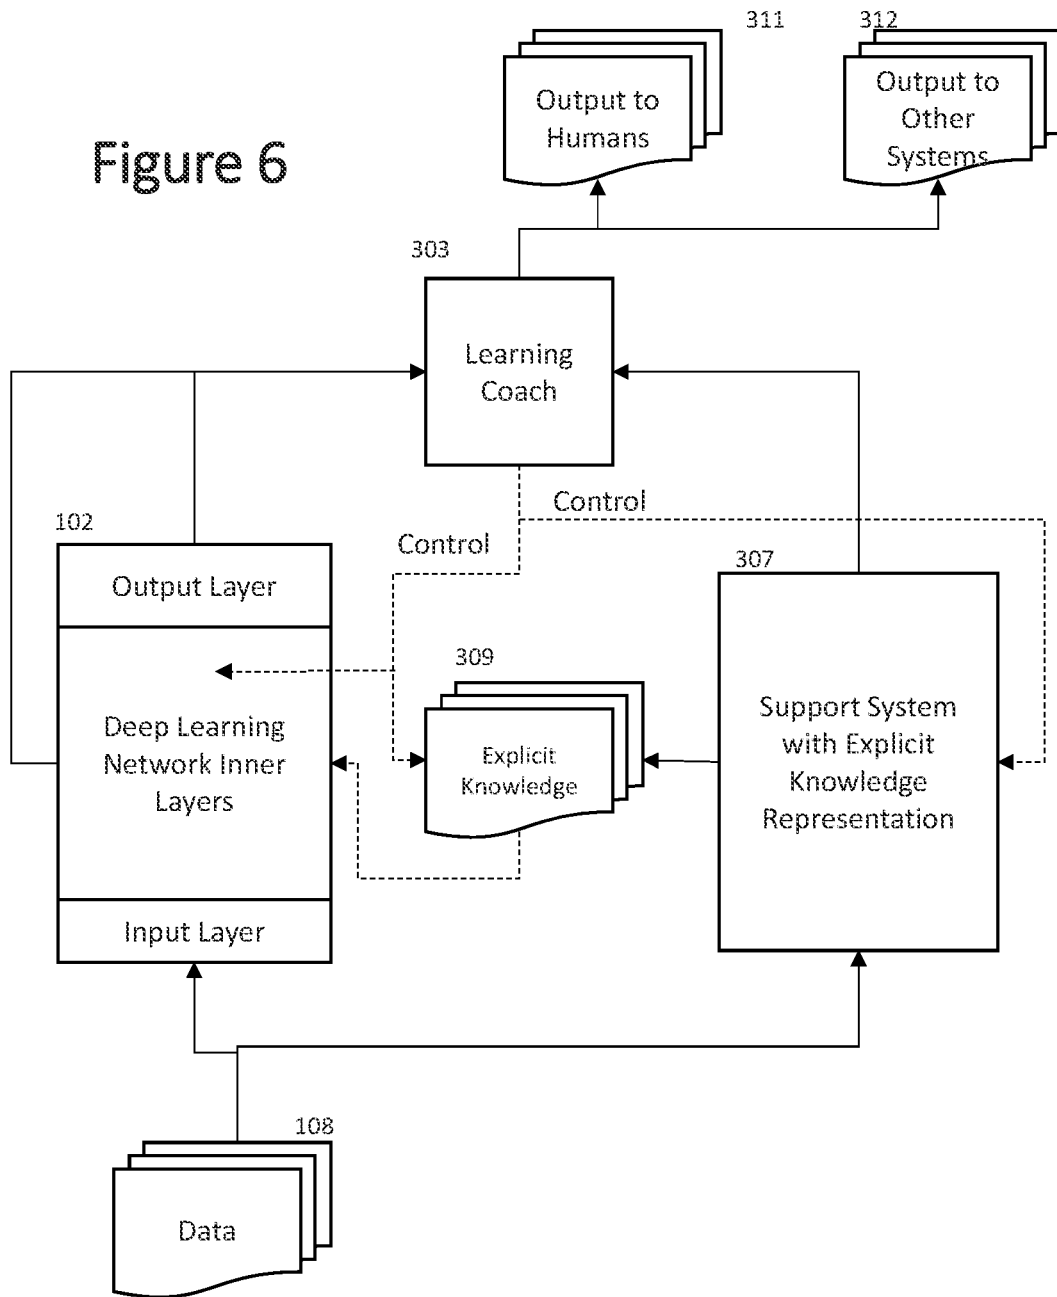 311
312
Output to
Humans
Output to
Other
Systems
Figure 6
303
Learning
Coach
Control
Control
102
Output Layer
Deep Learning
Network Inner
Layers
Input Layer
309
Explicit
Knowledge
307
Support System
with Explicit
Knowledge
Representation
108
Data